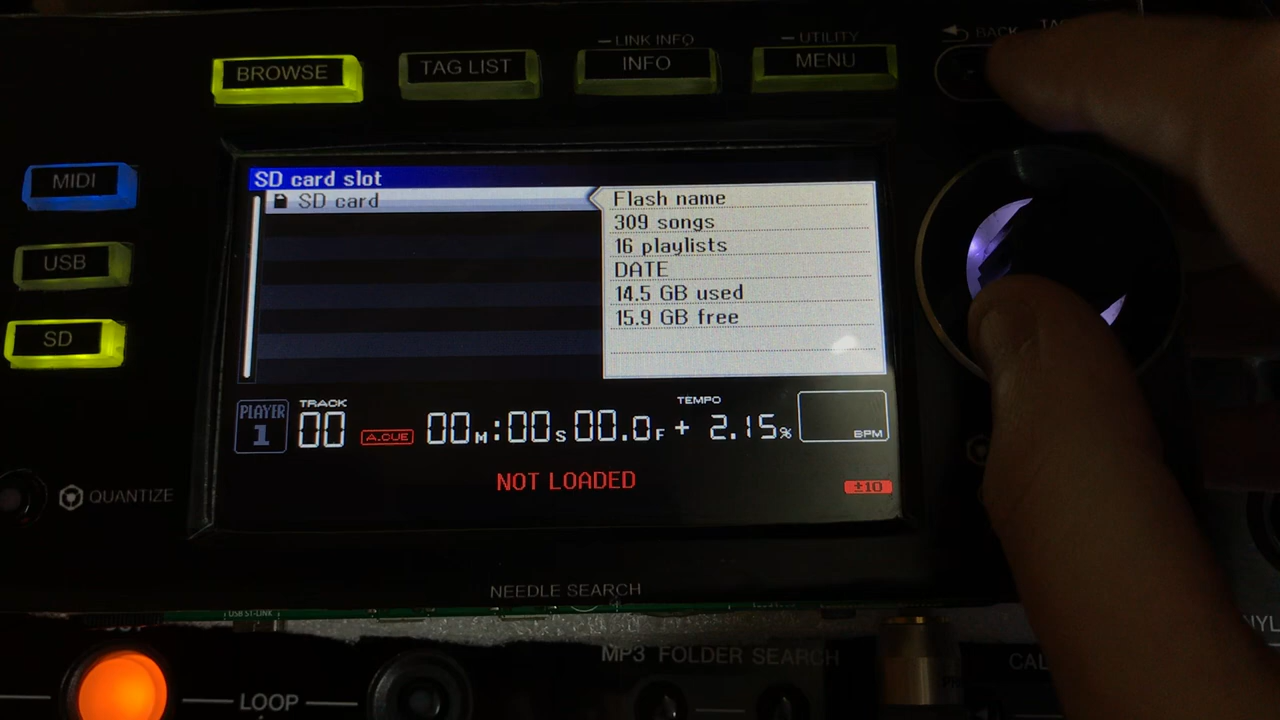 LINK INFO
UTILITY
BACK
BROWSE
TAG LIST
INFO
MENU
MIDI
USB
SD
SD card slot
SD card
Flash name
309 songs
16 playlists
DATE
14.5 GB used
15.9 GB free
PLAYER
1
TRACK
00
A.CUE
00M:00S00.0F
TEMPO
+ 2.15%
BPM
NOT LOADED
±10
QUANTIZE
NEEDLE SEARCH
USB ST-LINK
MP3 FOLDER SEARCH
LOOP